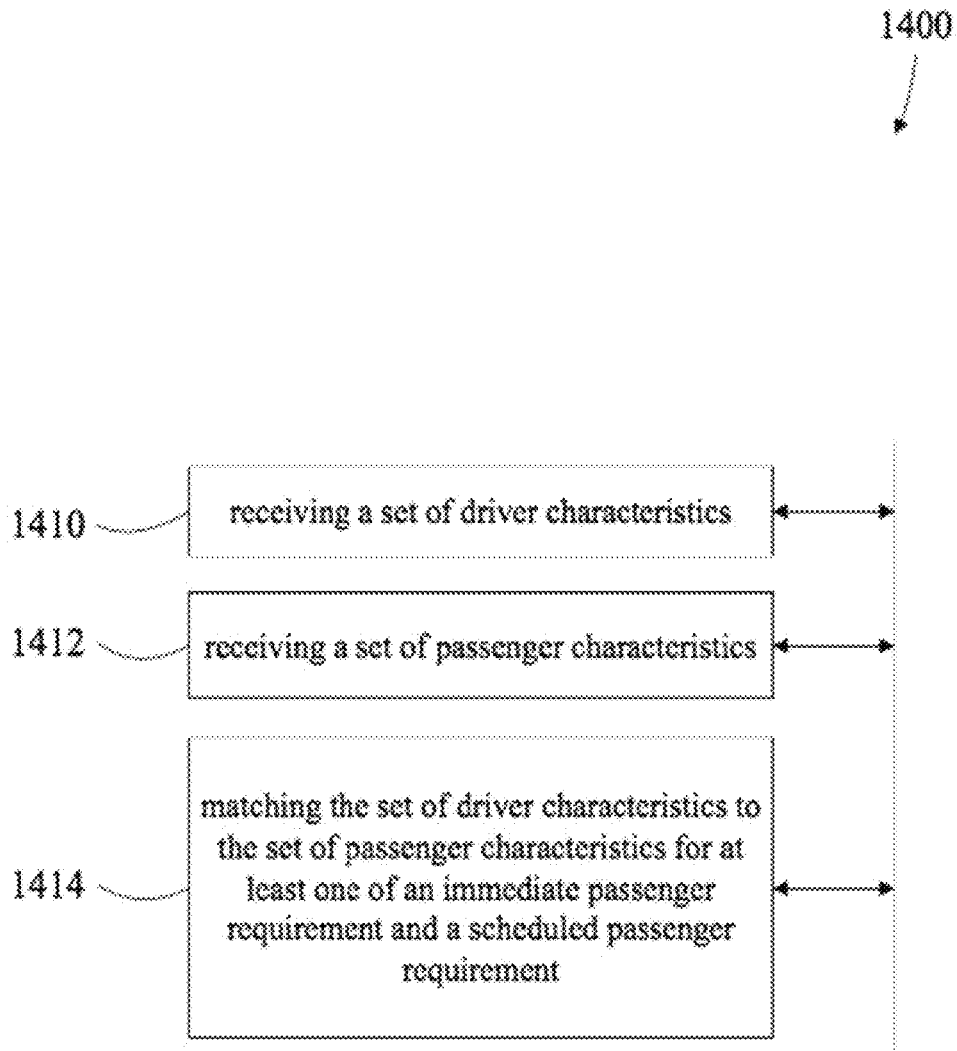 1400
1410
receiving a set of driver characteristics
1412
receiving a set of passenger characteristics
1414
matching the set of driver characteristics to
the set of passenger characteristics for at
least one of an immediate passenger
requirement and a scheduled passenger
requirement